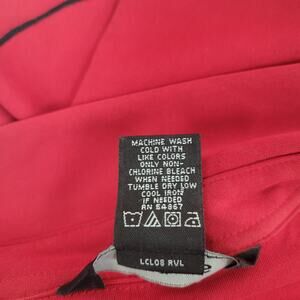 MACHINE WASH
COLD WITH
LIKE COLORS
ONLY NON-
CHLORINE BLEACH
WHEN NEEDED
TUMBLE DRY LOW
COOL IRON
IF NEEDED
RN 54867
LCL08 RVL